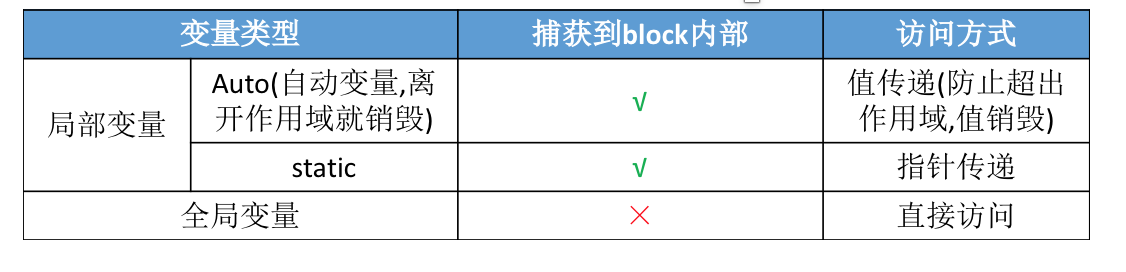 变量类型
捕获到block内部
访问方式
局部变量
Auto(自动变量,离
开作用域就销毁)
√
值传递(防止超出
作用域,值销毁)
static
√
指针传递
全局变量
×
直接访问